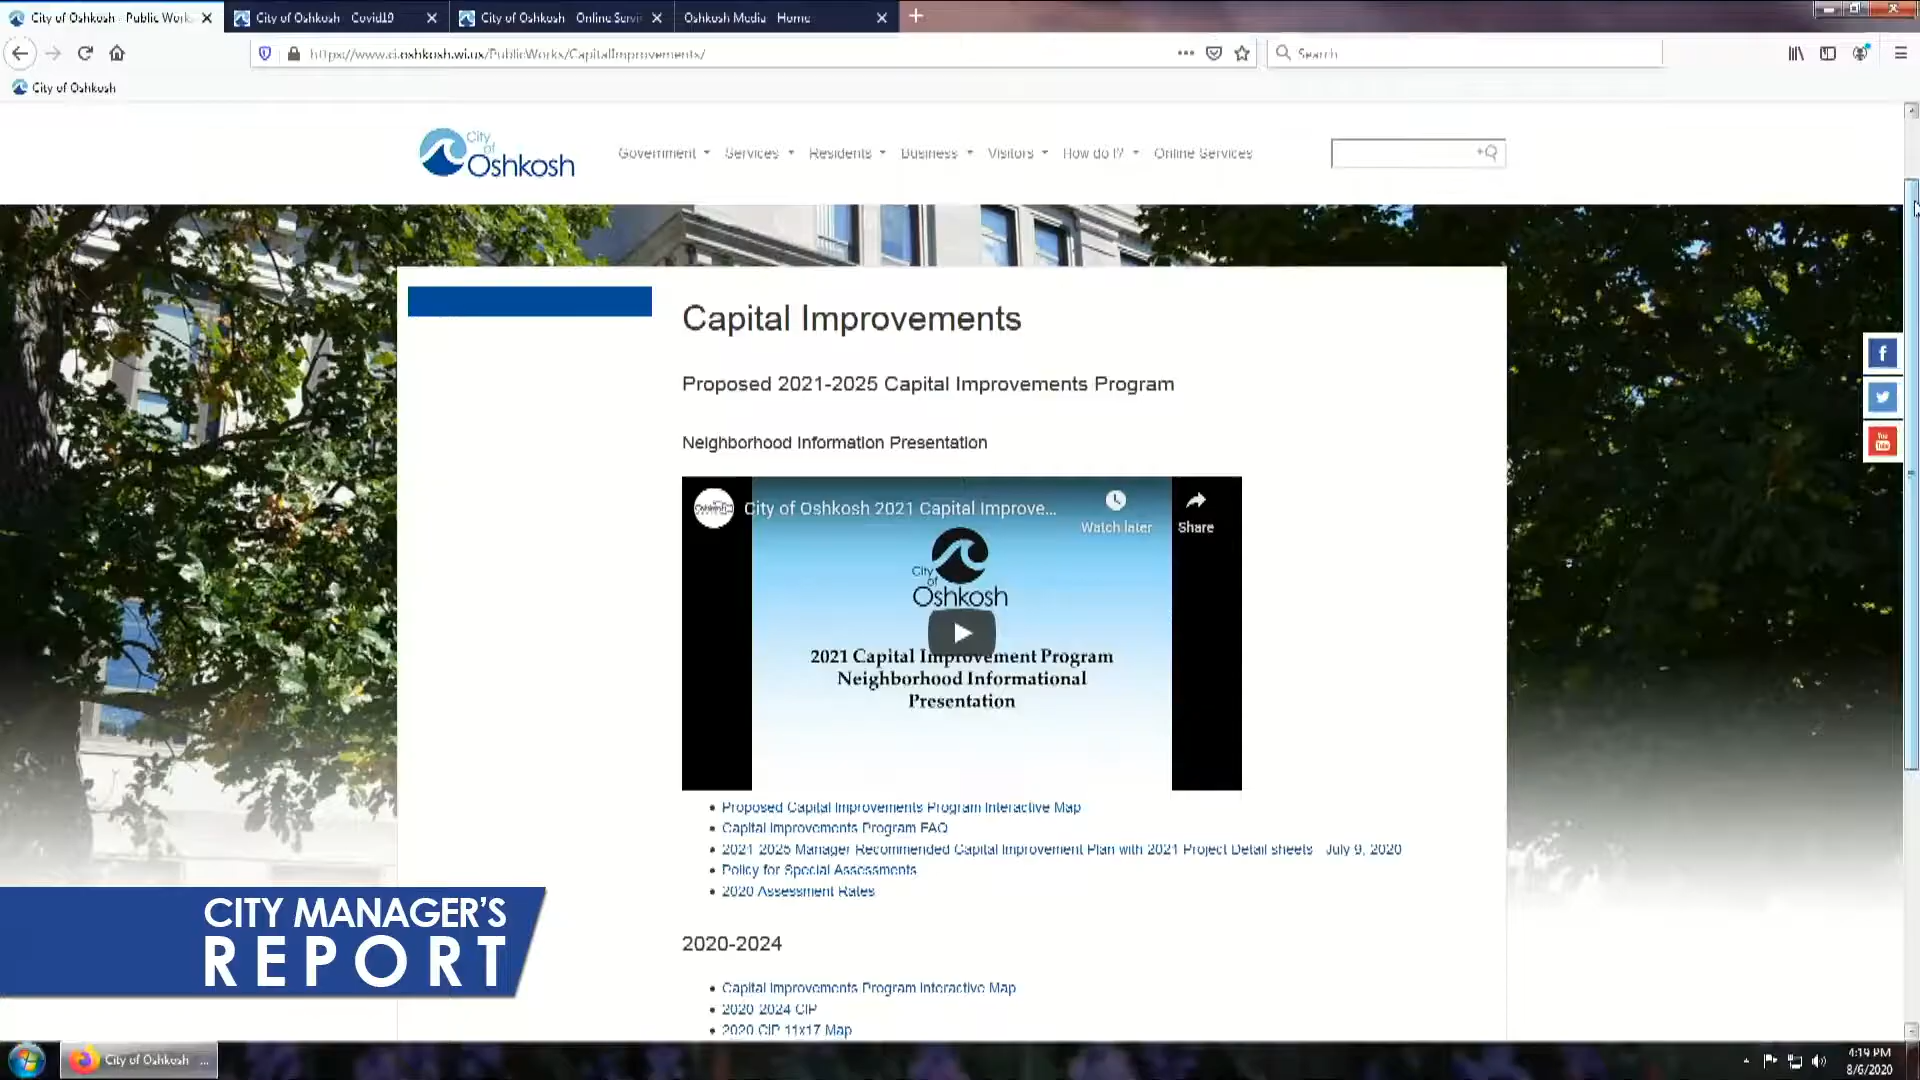 City of Oshkosh - Public Work
City of Oshkosh - Covid19
City of Oshkosh - Online Servi
Oshkosh Media - Home
https://www.ci.oshkosh.wi.us/PublicWorks/CapitalImprovements/
Search
City of Oshkosh
City of Oshkosh
Government
Services
Residents
Business
Visitors
How do I?
Online Services
Capital Improvements
Proposed 2021-2025 Capital Improvements Program
Neighborhood Information Presentation
City of Oshkosh 2021 Capital Improve...
Watch later
Share
City
of
Oshkosh
2021 Capital Improvement Program
Neighborhood Informational
Presentation
Proposed Capital Improvements Program Interactive Map
Capital Improvements Program FAQ
2021-2025 Manager Recommended Capital Improvement Plan with 2021 Project Detail sheets - July 9, 2020
Policy for Special Assessments
2020 Assessment Rates
CITY MANAGER'S
REPORT
2020-2024
Capital Improvements Program Interactive Map
2020-2024 CIP
2020 CIP 11x17 Map
City of Oshkosh ...
4:19 PM
8/6/2020